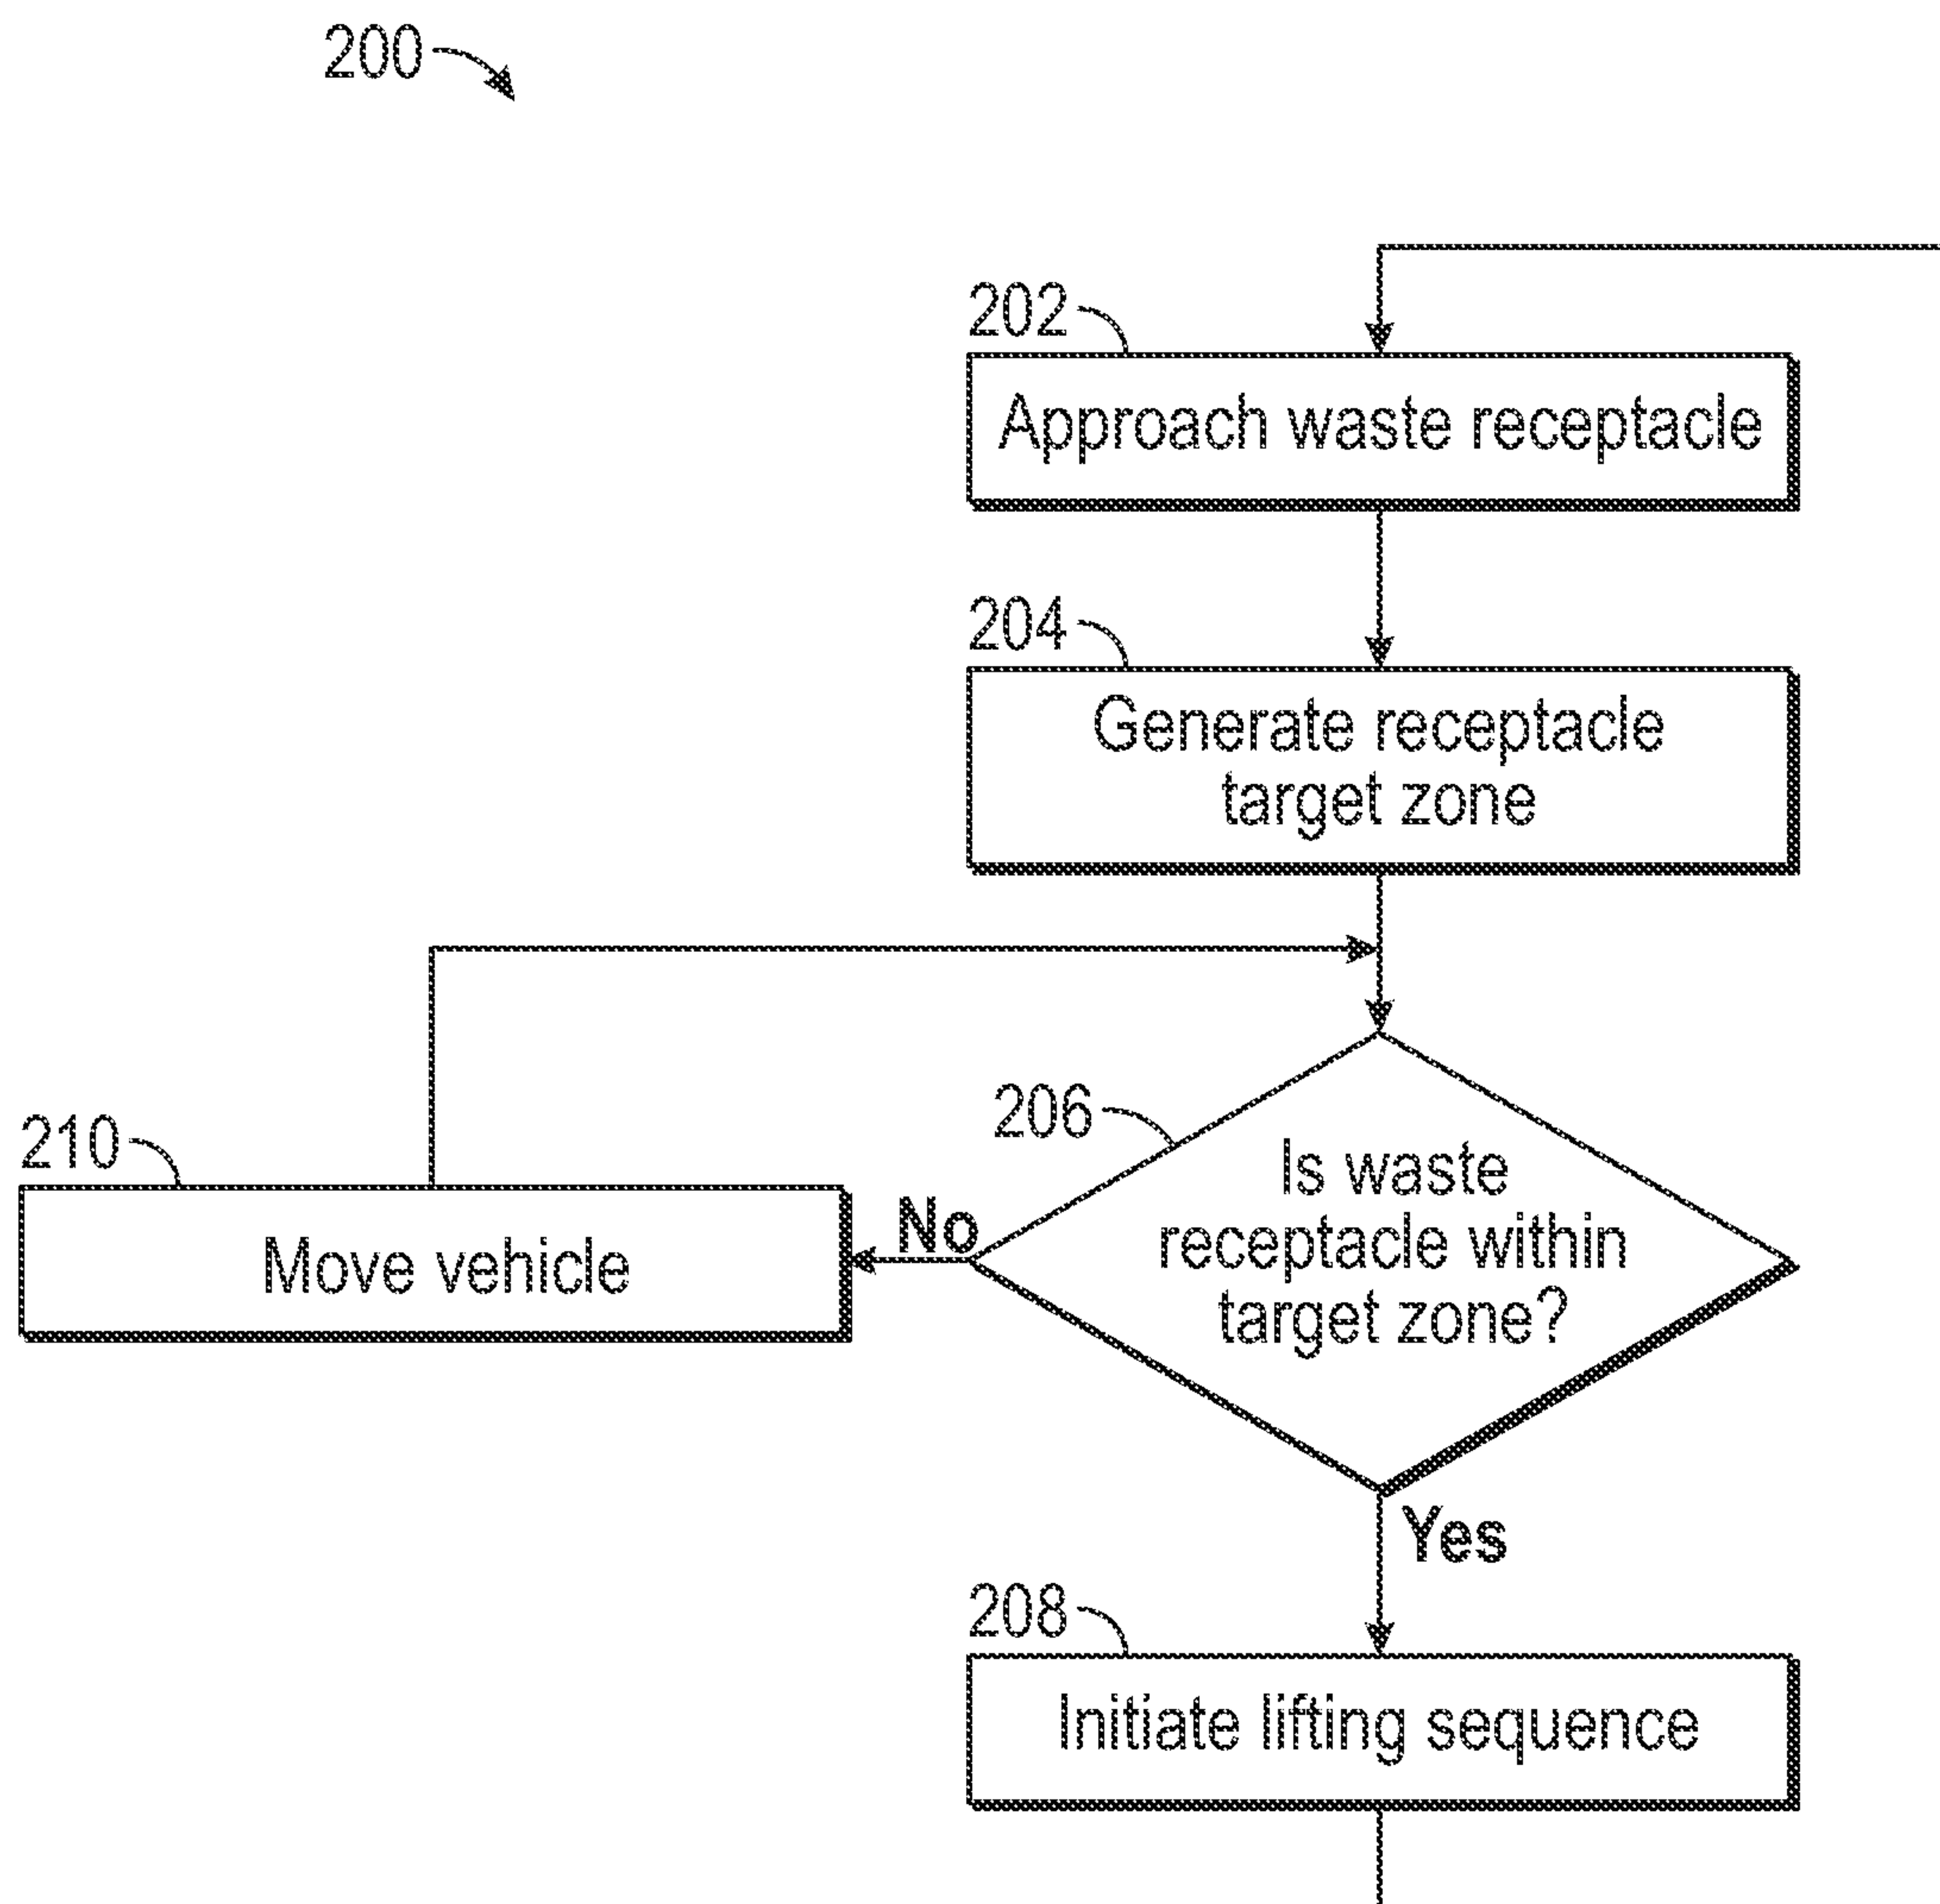 200
202
Approach waste receptacle
204
Generate receptacle
target zone
206
Is waste
receptacle within
target zone?
No
210
Move vehicle
Yes
208
Initiate lifting sequence